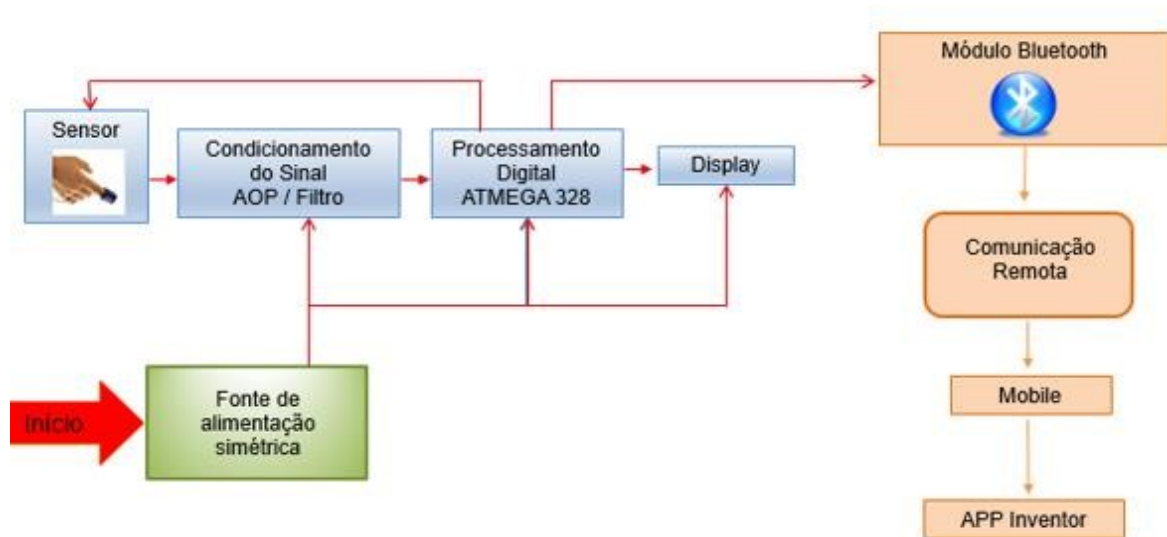 Módulo Bluetooth
Sensor
Condicionamento
do Sinal
AOP / Filtro
Processamento
Digital
ATMEGA 328
Display
Comunicação
Remota
Início
Fonte de
alimentação
simétrica
Mobile
APP Inventor